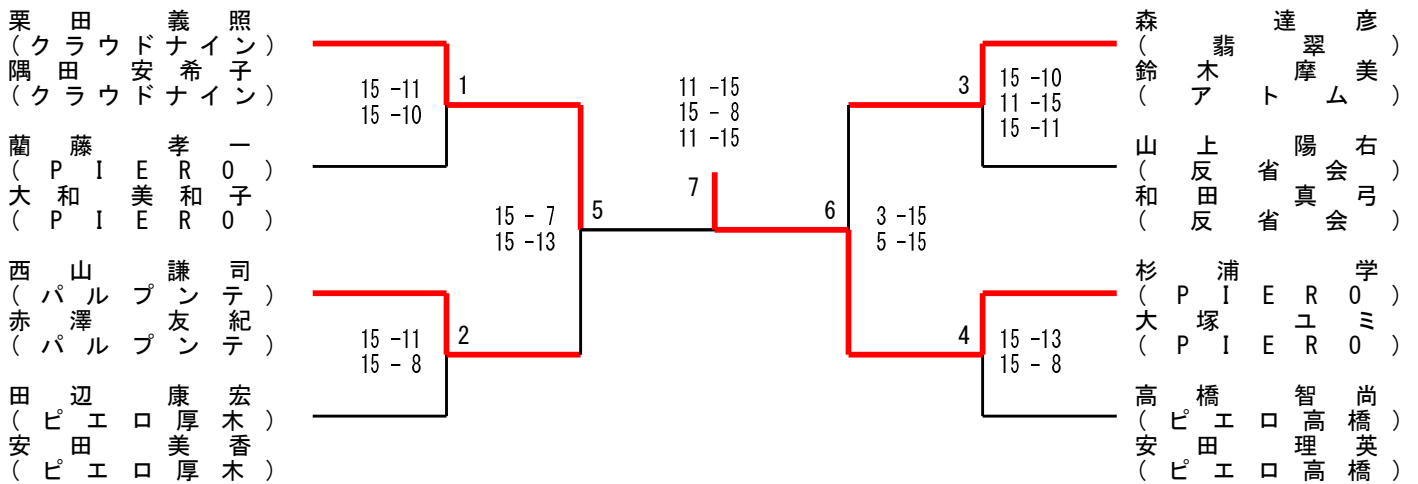 栗田 義照
(クラウドナイン)
隅田 安希子
(クラウドナイン)
藺藤 孝一
(PIERO)
大和 美和子
(PIERO)
西山 謙司
(パルプンテ)
赤澤 友紀
(パルプンテ)
田辺 康宏
(ピエロ厚木)
安田 美香
(ピエロ厚木)
1
15 -11
15 -10
2
15 -11
15 - 8
5
15 - 7
15 -13
11 -15
15 - 8
11 -15
7
6
3 -15
5 -15
3
15 -10
11 -15
15 -11
4
15 -13
15 - 8
森 達彦
(翡翠)
鈴木 摩美
(アトム)
山上 陽右
(反省会)
和田 真弓
(反省会)
杉浦 学
(PIERO)
大塚 ユミ
(PIERO)
高橋 智尚
(ピエロ高橋)
安田 理英
(ピエロ高橋)